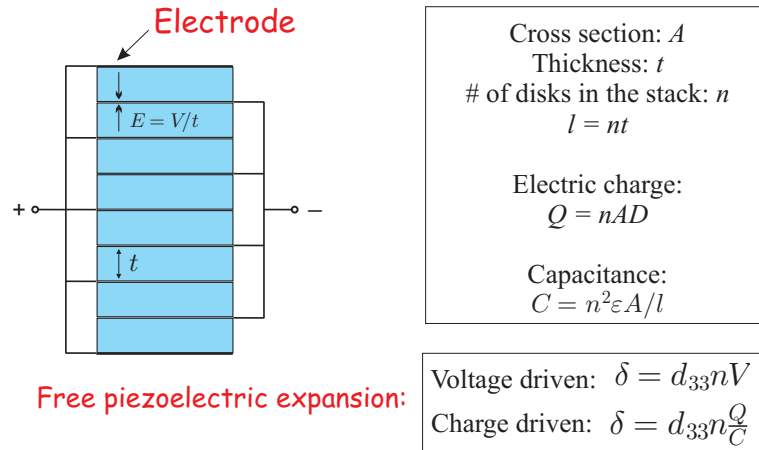 Electrode
E = V/t
+
−
t
Cross section: A
Thickness: t
# of disks in the stack: n
l = nt
Electric charge:
Q = nAD
Capacitance:
C = n²εA/l
Free piezoelectric expansion:
Voltage driven: δ = d₃₃nV
Charge driven: δ = d₃₃n Q/C